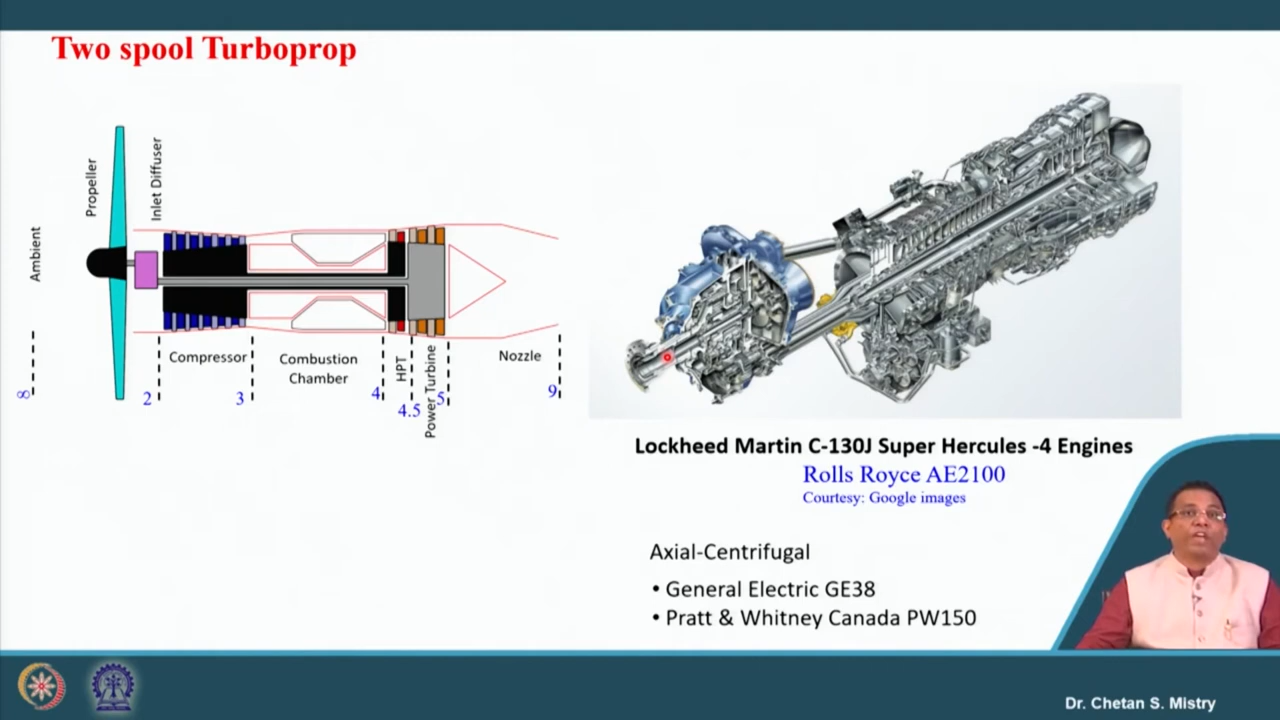 Two spool Turboprop
Ambient
Propeller
Inlet Diffuser
Compressor
Combustion
Chamber
HPT
Power Turbine
Nozzle
∞
2
3
4
4.5
5
9
Lockheed Martin C-130J Super Hercules -4 Engines
Rolls Royce AE2100
Courtesy: Google images
Axial-Centrifugal
• General Electric GE38
• Pratt & Whitney Canada PW150
Dr. Chetan S. Mistry